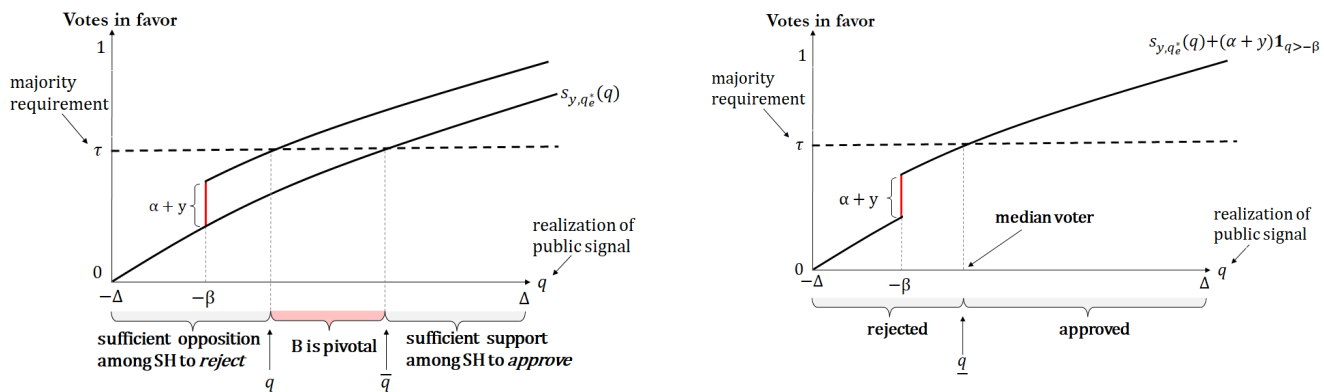 Votes in favor
1
majority
requirement
τ
s_{y,q_e^*}(q)
α + y
realization of
public signal
0
−Δ
−β
Δ
q
sufficient opposition
among SH to reject
B is pivotal
sufficient support
among SH to approve
q
q̅
Votes in favor
s_{y,q_e^*}(q)+(α + y)1_{q>−β}
1
majority
requirement
τ
α + y
median voter
realization of
public signal
0
−Δ
−β
Δ
q
rejected
approved
q̲